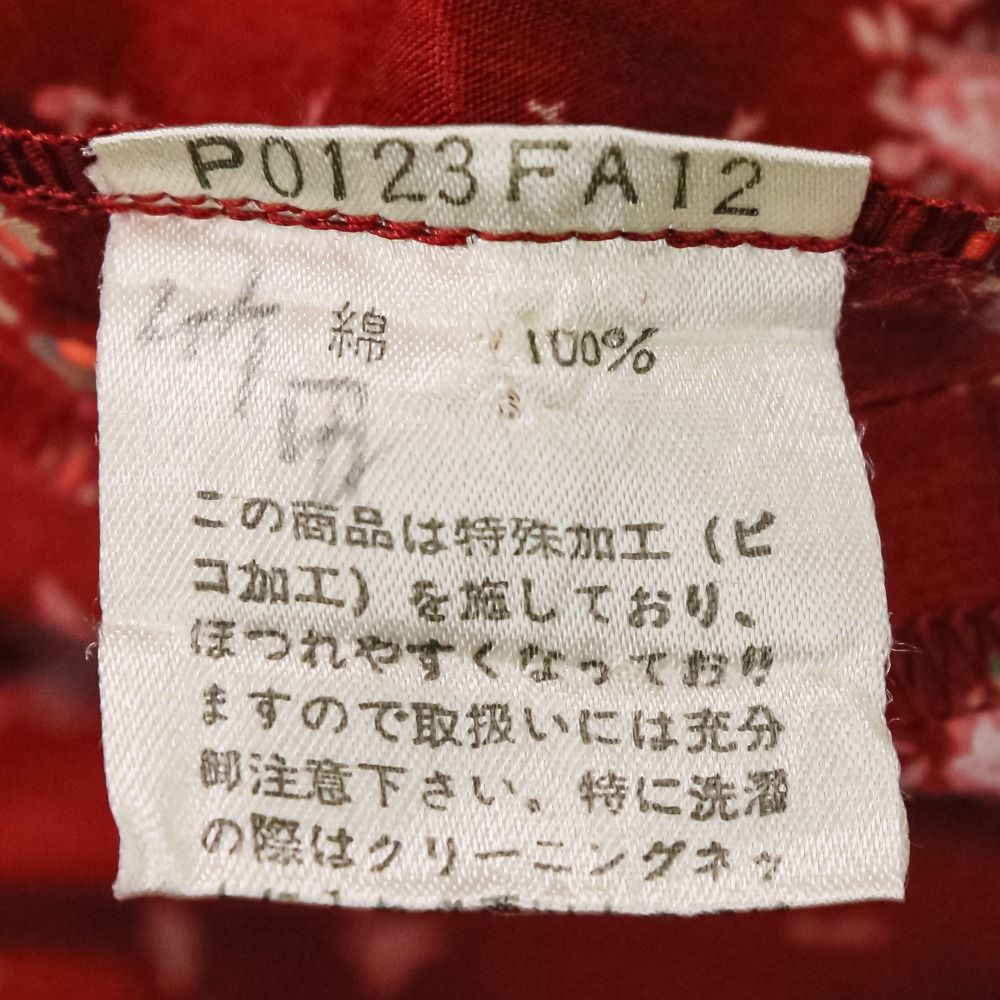 P0123FA12
綿 100%
この商品は特殊加工(ピ
コ加工)を施しており、
ほつれやすくなっており
ますので取扱いには充分
御注意下さい。特に洗濯
の際はクリーニングネッ